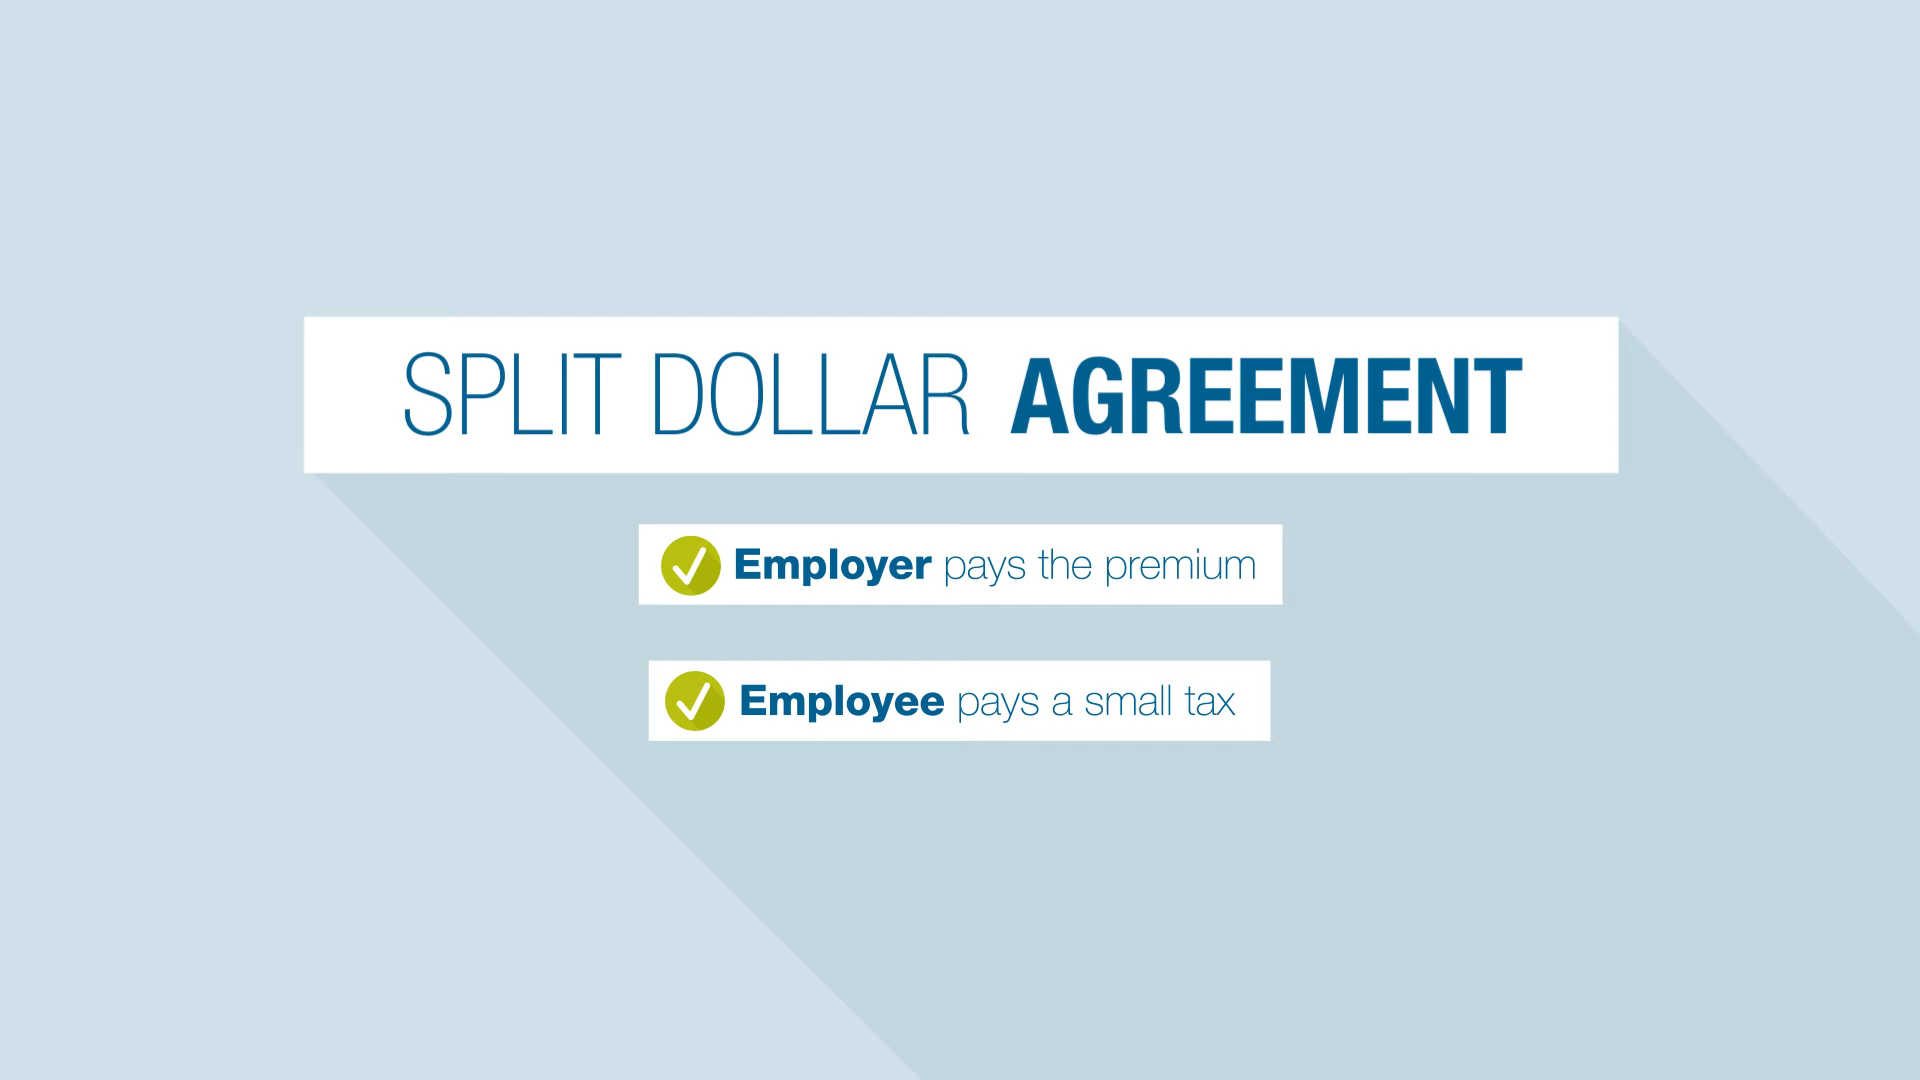 SPLIT DOLLAR AGREEMENT
Employer pays the premium
Employee pays a small tax